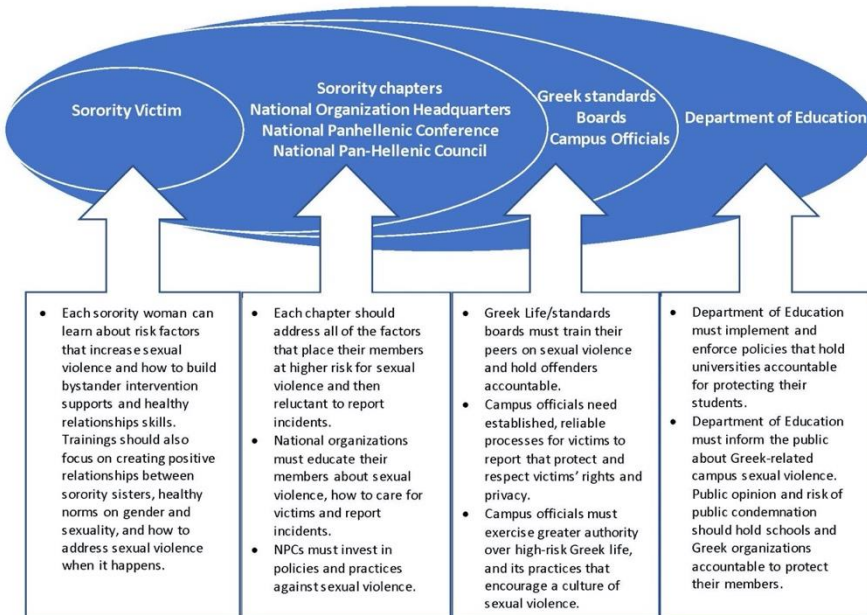 Sorority Victim
Sorority chapters
National Organization Headquarters
National Panhellenic Conference
National Pan-Hellenic Council
Greek standards
Boards
Campus Officials
Department of Education
• Each sorority woman can
learn about risk factors
that increase sexual
violence and how to build
bystander intervention
supports and healthy
relationships skills.
Trainings should also
focus on creating positive
relationships between
sorority sisters, healthy
norms on gender and
sexuality, and how to
address sexual violence
when it happens.
• Each chapter should
address all of the factors
that place their members
at higher risk for sexual
violence and then
reluctant to report
incidents.
• National organizations
must educate their
members about sexual
violence, how to care for
victims and report
incidents.
• NPCs must invest in
policies and practices
against sexual violence.
• Greek Life/standards
boards must train their
peers on sexual violence
and hold offenders
accountable.
• Campus officials need
established, reliable
processes for victims to
report that protect and
respect victims’ rights and
privacy.
• Campus officials must
exercise greater authority
over high-risk Greek life,
and its practices that
encourage a culture of
sexual violence.
• Department of Education
must implement and
enforce policies that hold
universities accountable
for protecting their
students.
• Department of Education
must inform the public
about Greek-related
campus sexual violence.
Public opinion and risk of
public condemnation
should hold schools and
Greek organizations
accountable to protect
their members.